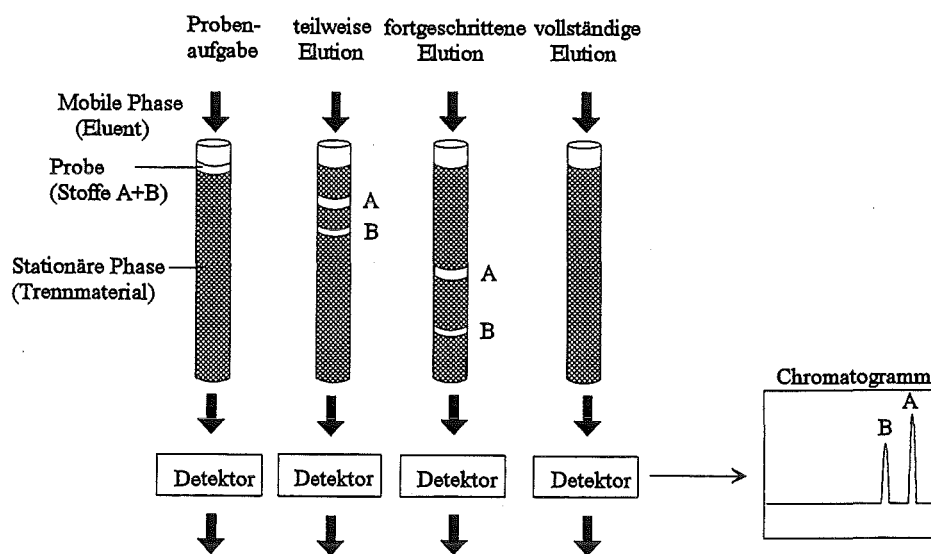 Proben-
aufgabe
teilweise
Elution
fortgeschrittene
Elution
vollständige
Elution
Mobile Phase
(Eluent)
Probe
(Stoffe A+B)
Stationäre Phase
(Trennmaterial)
A
B
A
B
Detektor
Detektor
Detektor
Detektor
Chromatogramm
A
B